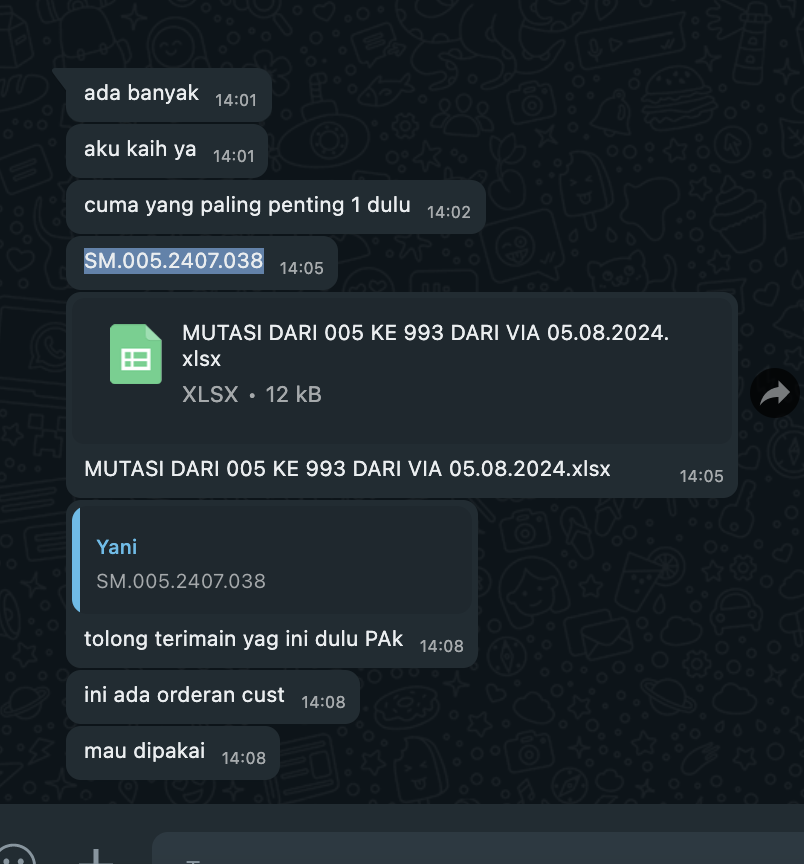 ada banyak 14:01
aku kaih ya 14:01
cuma yang paling penting 1 dulu 14:02
SM.005.2407.038 14:05
MUTASI DARI 005 KE 993 DARI VIA 05.08.2024.
xlsx
XLSX • 12 kB
MUTASI DARI 005 KE 993 DARI VIA 05.08.2024.xlsx 14:05
Yani
SM.005.2407.038
tolong terimain yag ini dulu PAk 14:08
ini ada orderan cust 14:08
mau dipakai 14:08